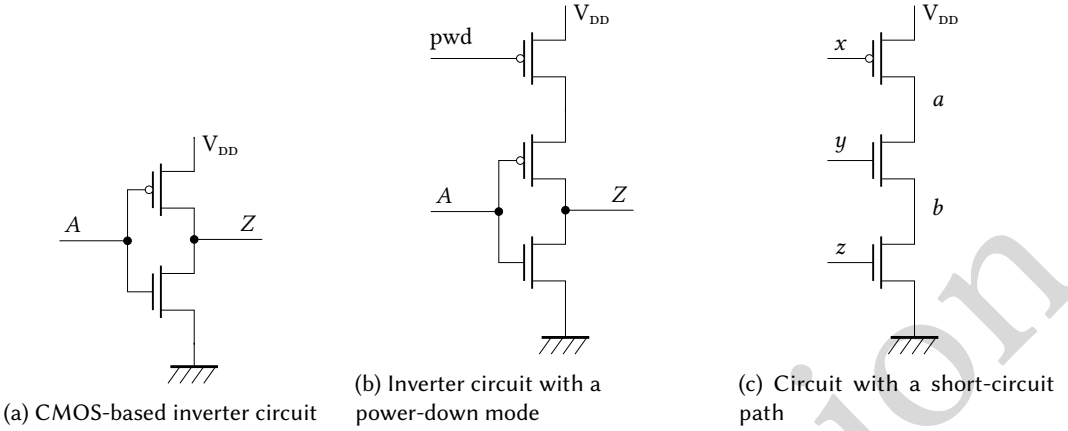 V_DD
A
Z
(a) CMOS-based inverter circuit
pwd
V_DD
A
Z
(b) Inverter circuit with a
power-down mode
V_DD
x
a
y
b
z
(c) Circuit with a short-circuit
path